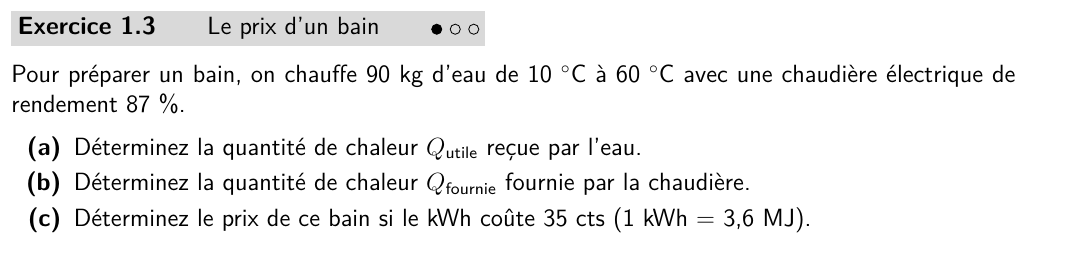 Exercice 1.3 Le prix d'un bain ●○○
Pour préparer un bain, on chauffe 90 kg d'eau de 10 °C à 60 °C avec une chaudière électrique de
rendement 87 %.
(a) Déterminez la quantité de chaleur Qutile reçue par l'eau.
(b) Déterminez la quantité de chaleur Qfournie fournie par la chaudière.
(c) Déterminez le prix de ce bain si le kWh coûte 35 cts (1 kWh = 3,6 MJ).